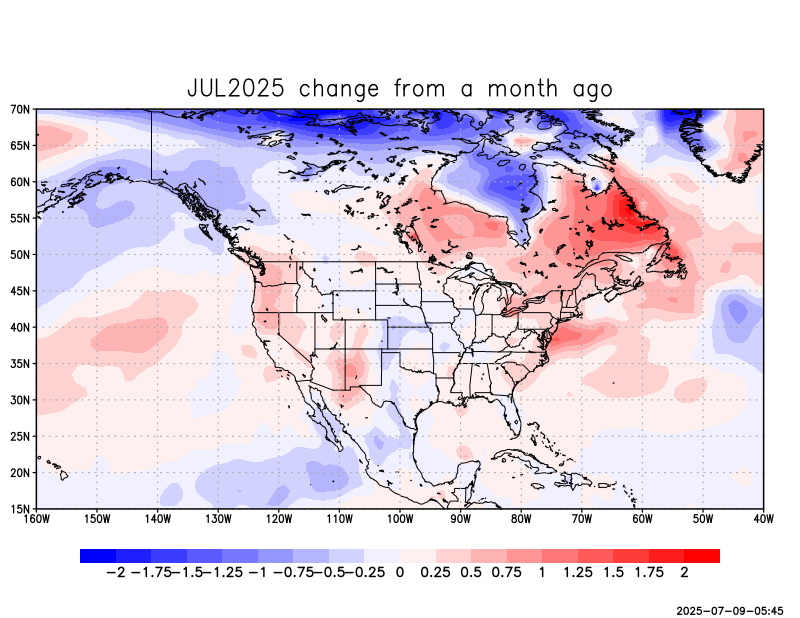 JUL2025 change from a month ago
70N
65N
60N
55N
50N
45N
40N
35N
30N
25N
20N
15N
160W 150W 140W 130W 120W 110W 100W 90W 80W 70W 60W 50W 40W
−2 −1.75 −1.5 −1.25 −1 −0.75 −0.5 −0.25 0 0.25 0.5 0.75 1 1.25 1.5 1.75 2
2025-07-09-05:45